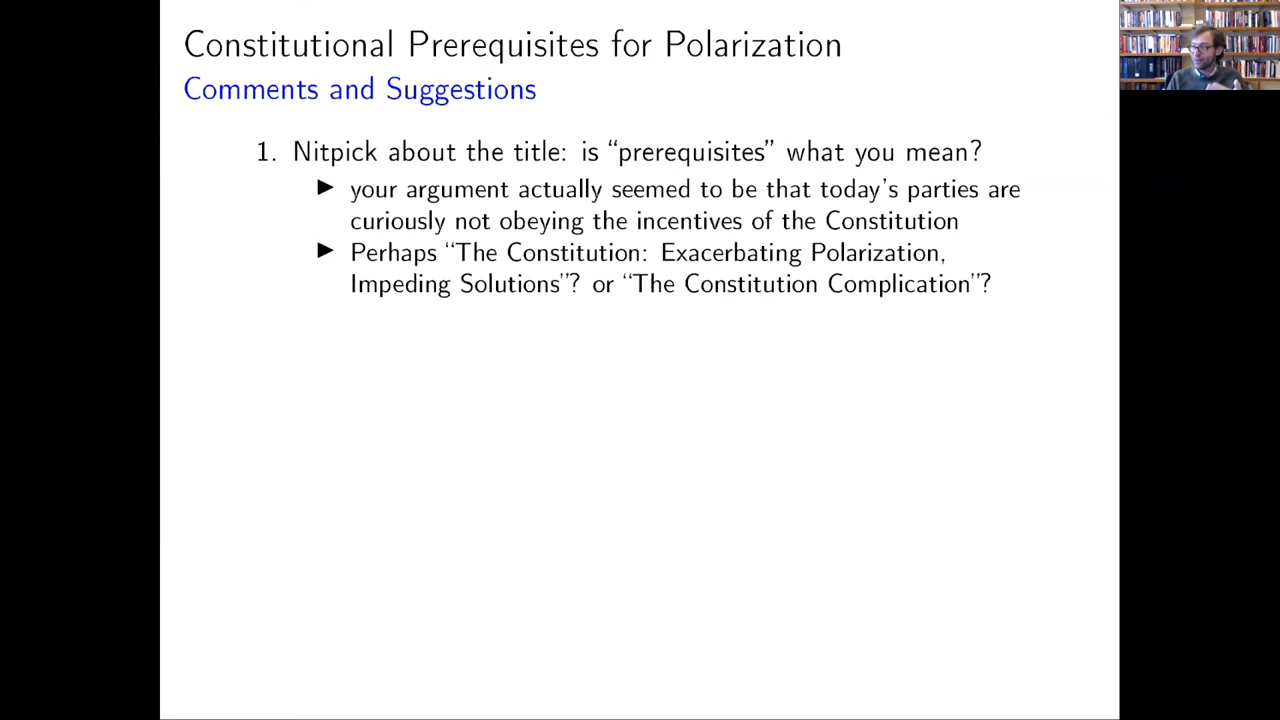 Constitutional Prerequisites for Polarization
Comments and Suggestions
1. Nitpick about the title: is “prerequisites” what you mean?
▶ your argument actually seemed to be that today's parties are
curiously not obeying the incentives of the Constitution
▶ Perhaps “The Constitution: Exacerbating Polarization,
Impeding Solutions”? or “The Constitution Complication”?